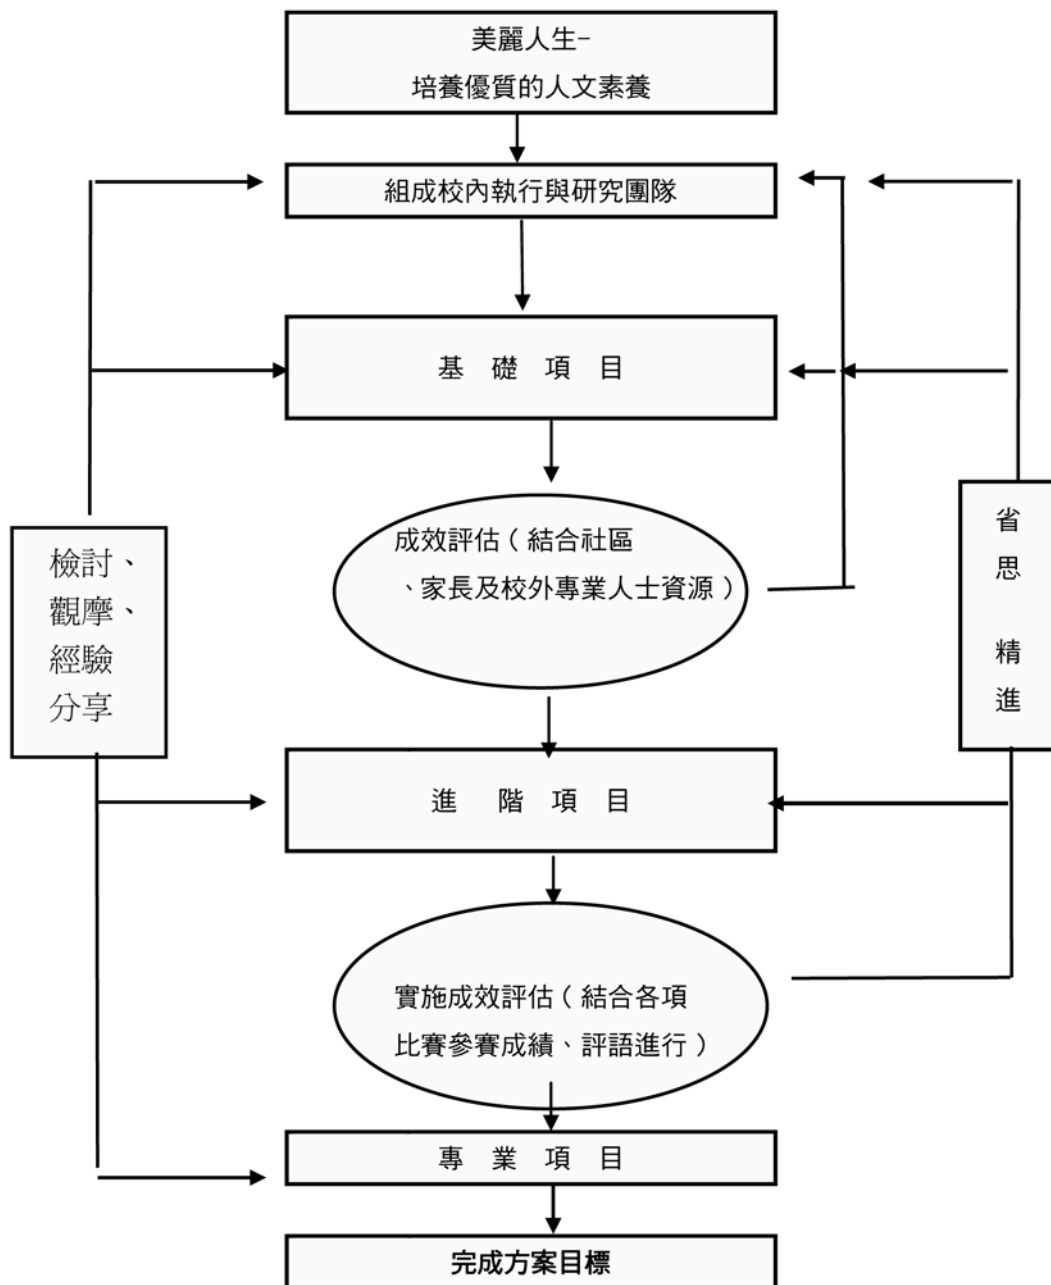 美麗人生–
培養優質的人文素養
組成校內執行與研究團隊
基 礎 項 目
成效評估（結合社區
、家長及校外專業人士資源）
檢討、
觀摩、
經驗
分享
省
思
精
進
進 階 項 目
實施成效評估（結合各項
比賽參賽成績、評語進行）
專 業 項 目
完成方案目標